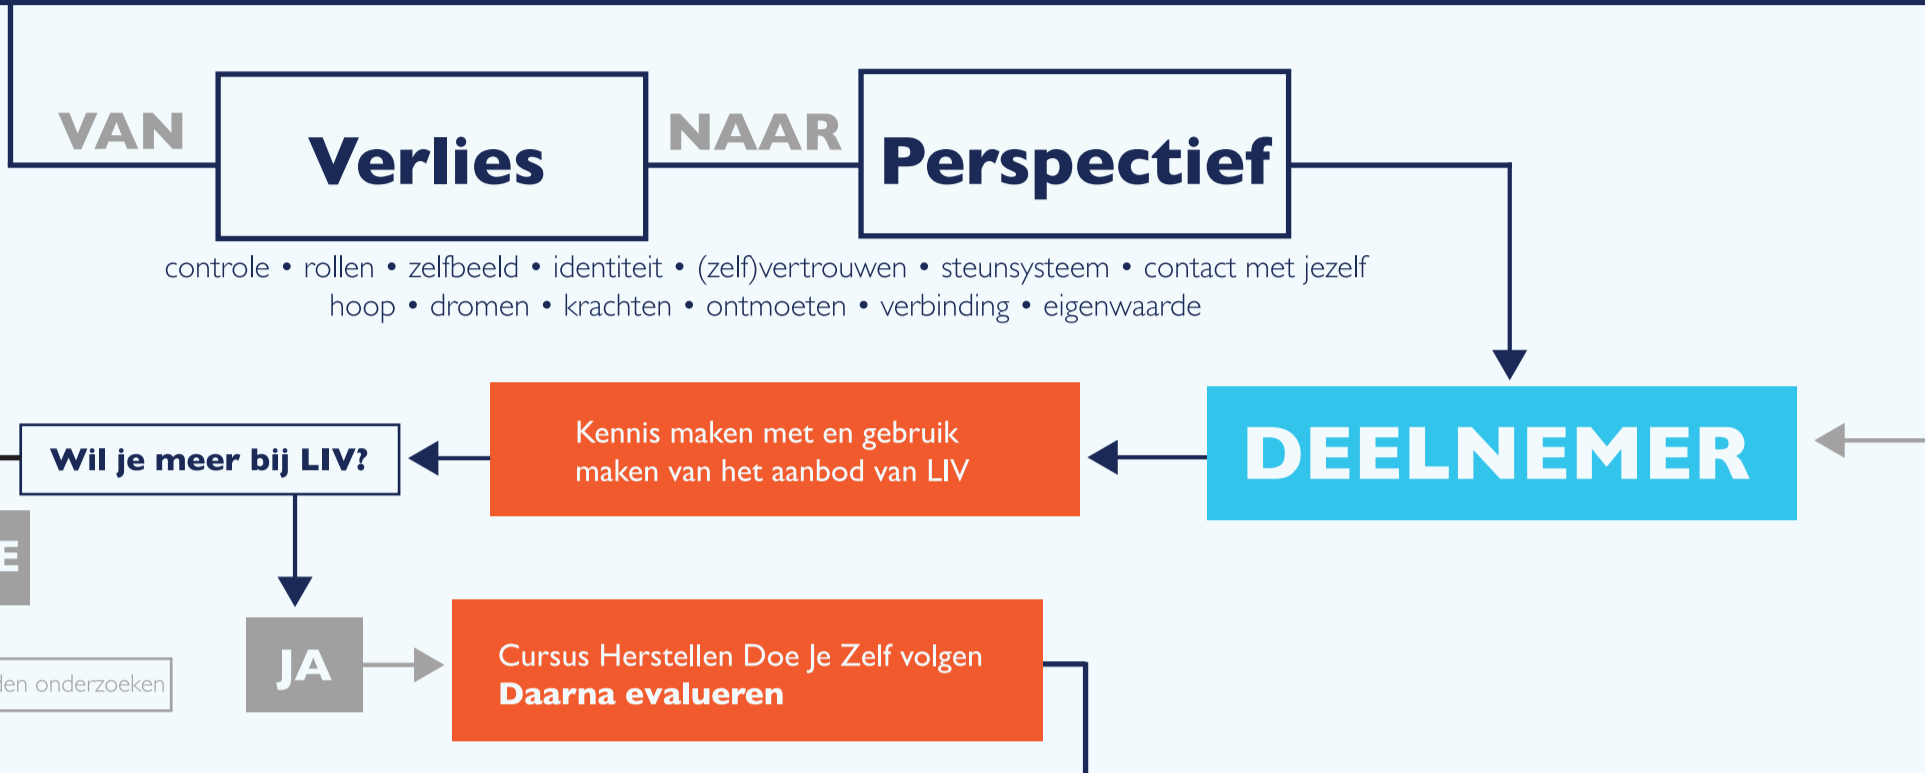 VAN
Verlies
NAAR
Perspectief
controle • rollen • zelfbeeld • identiteit • (zelf)vertrouwen • steunsysteem • contact met jezelf
hoop • dromen • krachten • ontmoeten • verbinding • eigenwaarde
DEELNEMER
Kennis maken met en gebruik
maken van het aanbod van LIV
Wil je meer bij LIV?
E
JA
Cursus Herstellen Doe Je Zelf volgen
Daarna evalueren
onderzoeken